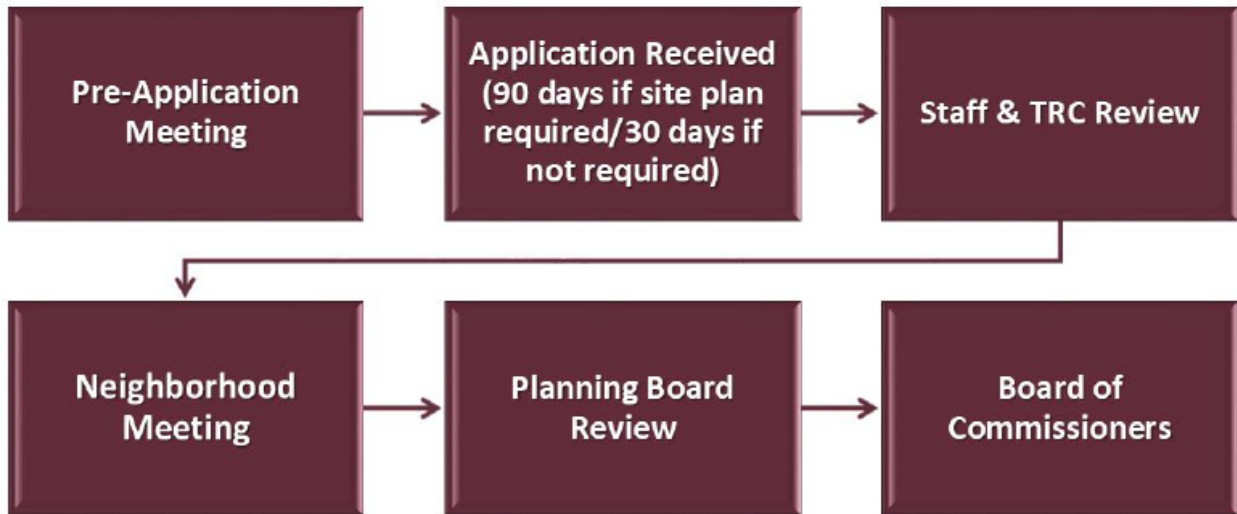 Pre-Application
Meeting
Application Received
(90 days if site plan
required/30 days if
not required)
Staff & TRC Review
Neighborhood
Meeting
Planning Board
Review
Board of
Commissioners